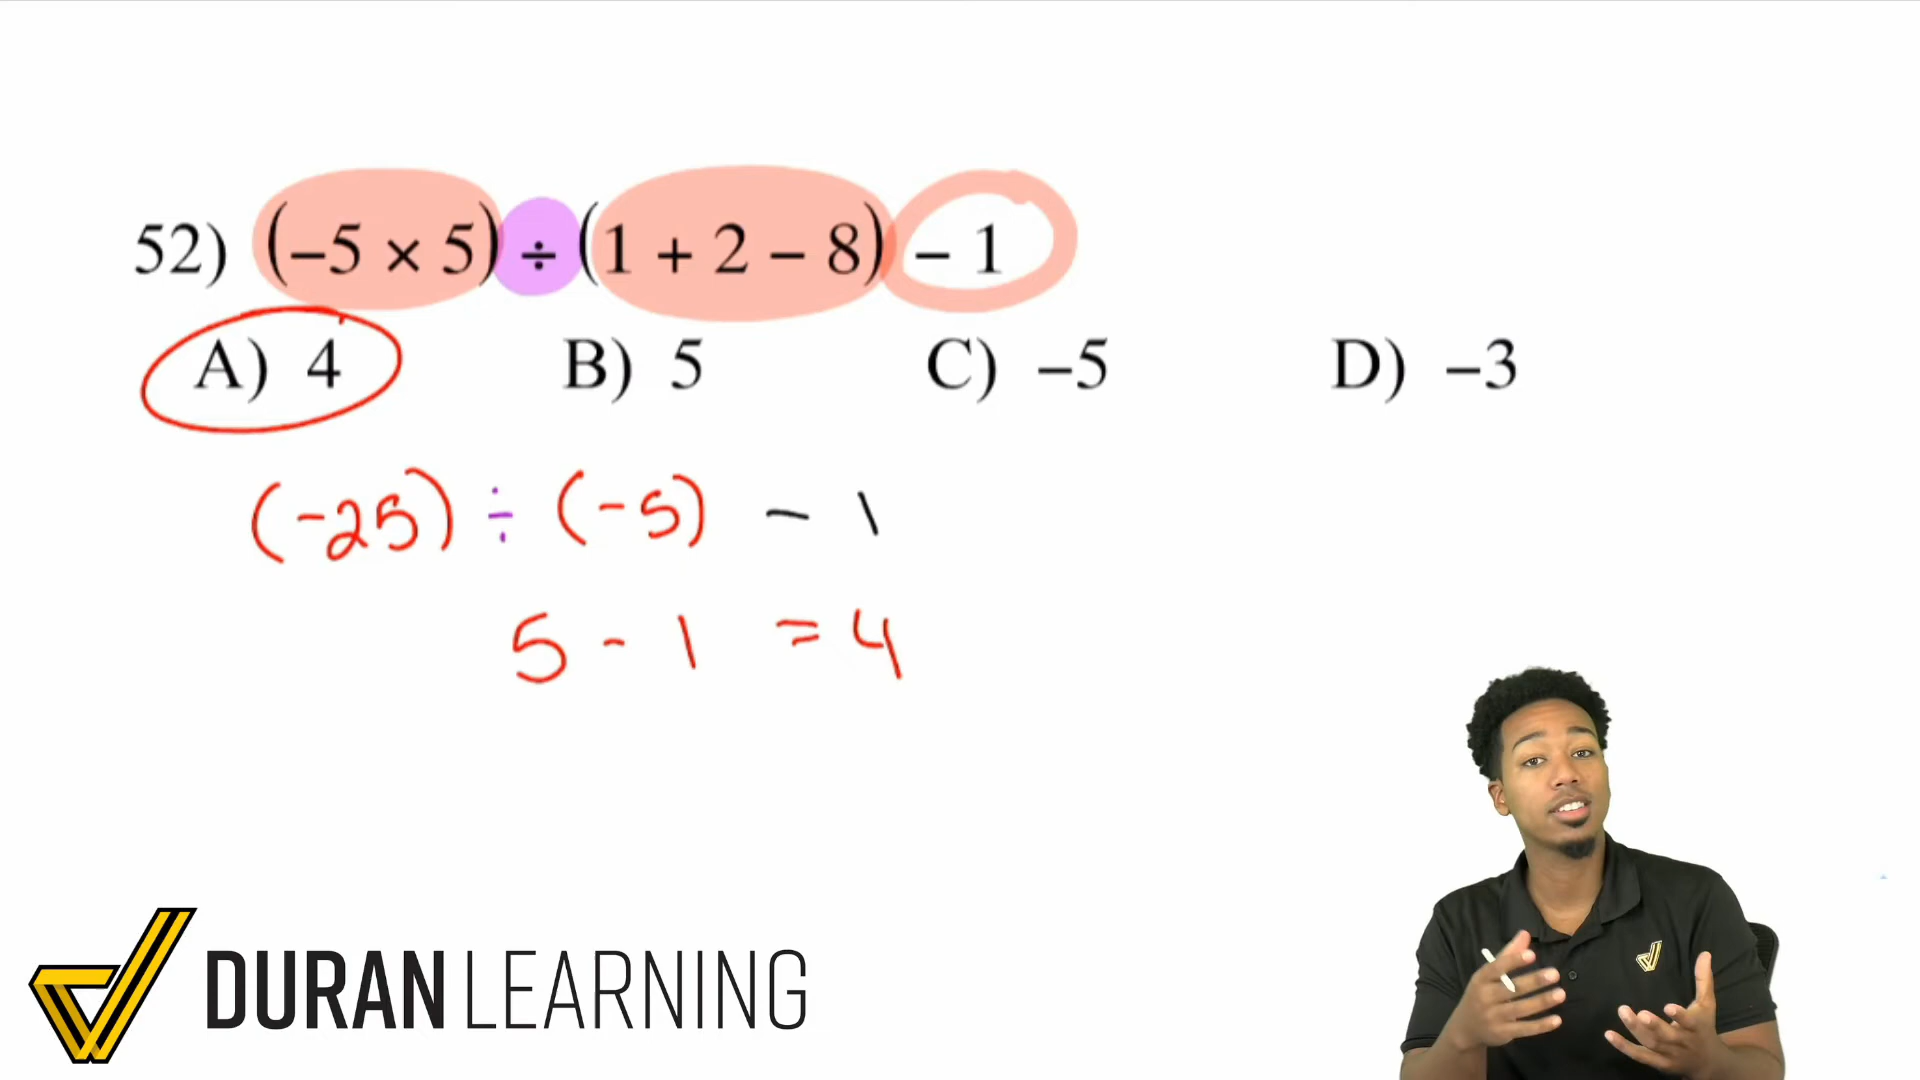 52) (−5 × 5) ÷ (1 + 2 − 8) − 1
A) 4 B) 5 C) −5 D) −3
(-25) ÷ (-5) - 1
5 - 1 = 4
DURAN LEARNING